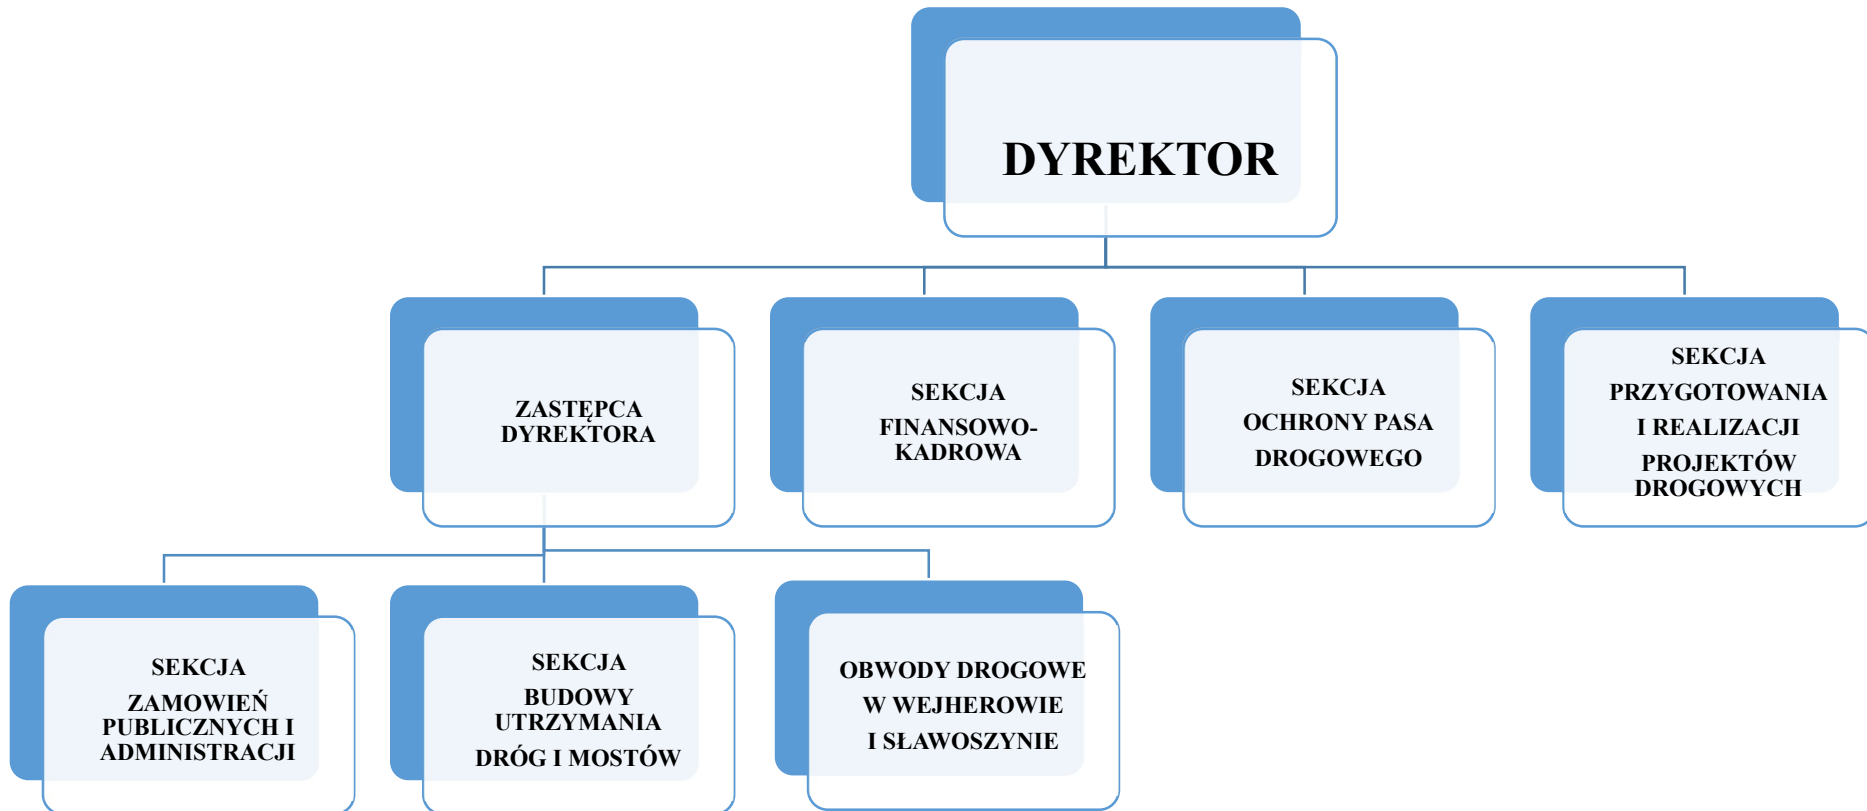 DYREKTOR
ZASTĘPCA
DYREKTORA
SEKCJA
FINANSOWO-
KADROWA
SEKCJA
OCHRONY PASA
DROGOWEGO
SEKCJA
PRZYGOTOWANIA
I REALIZACJI
PROJEKTÓW
DROGOWYCH
SEKCJA
ZAMOWIEŃ
PUBLICZNYCH I
ADMINISTRACJI
SEKCJA
BUDOWY
UTRZYMANIA
DRÓG I MOSTÓW
OBWODY DROGOWE
W WEJHEROWIE
I SŁAWOSZYNIE